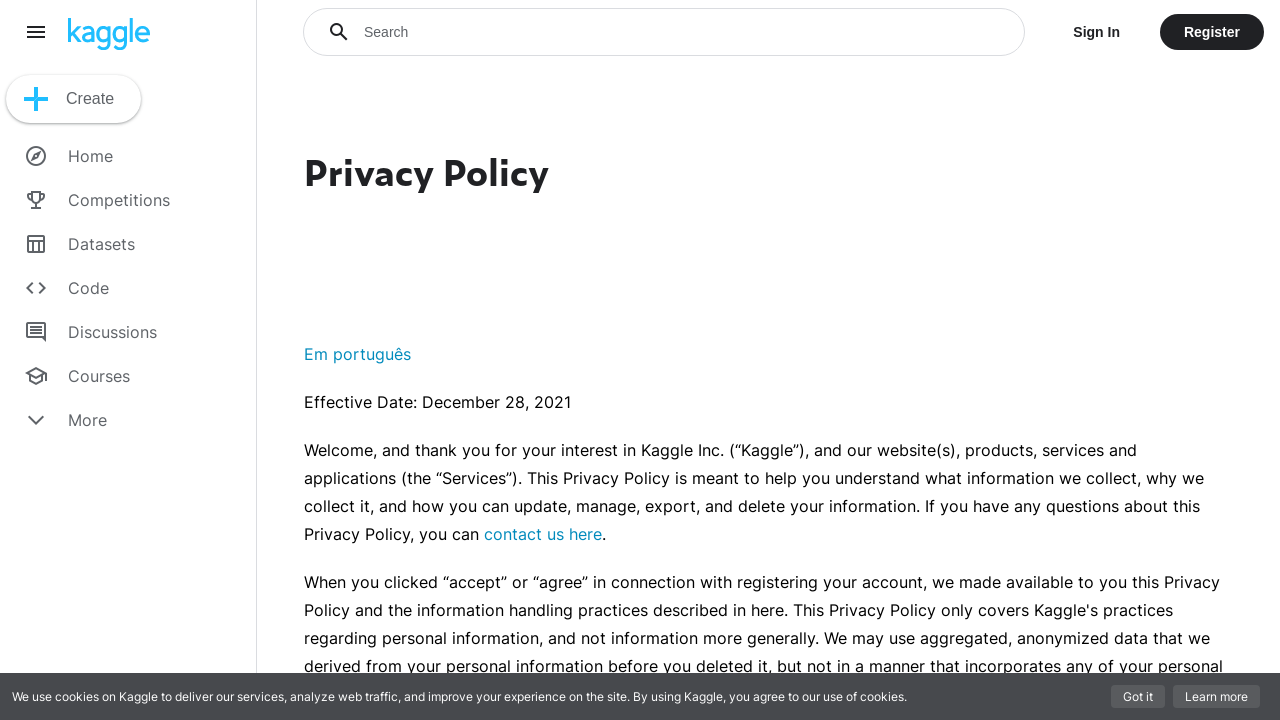 kaggle
Search
Sign In
Register
Create
Home
Competitions
Datasets
Code
Discussions
Courses
More
Privacy Policy
Em português
Effective Date: December 28, 2021
Welcome, and thank you for your interest in Kaggle Inc. (“Kaggle”), and our website(s), products, services and
applications (the “Services”). This Privacy Policy is meant to help you understand what information we collect, why we
collect it, and how you can update, manage, export, and delete your information. If you have any questions about this
Privacy Policy, you can contact us here.
When you clicked “accept” or “agree” in connection with registering your account, we made available to you this Privacy
Policy and the information handling practices described in here. This Privacy Policy only covers Kaggle's practices
regarding personal information, and not information more generally. We may use aggregated, anonymized data that we
derived from your personal information before you deleted it, but not in a manner that incorporates any of your personal
We use cookies on Kaggle to deliver our services, analyze web traffic, and improve your experience on the site. By using Kaggle, you agree to our use of cookies.
Got it
Learn more